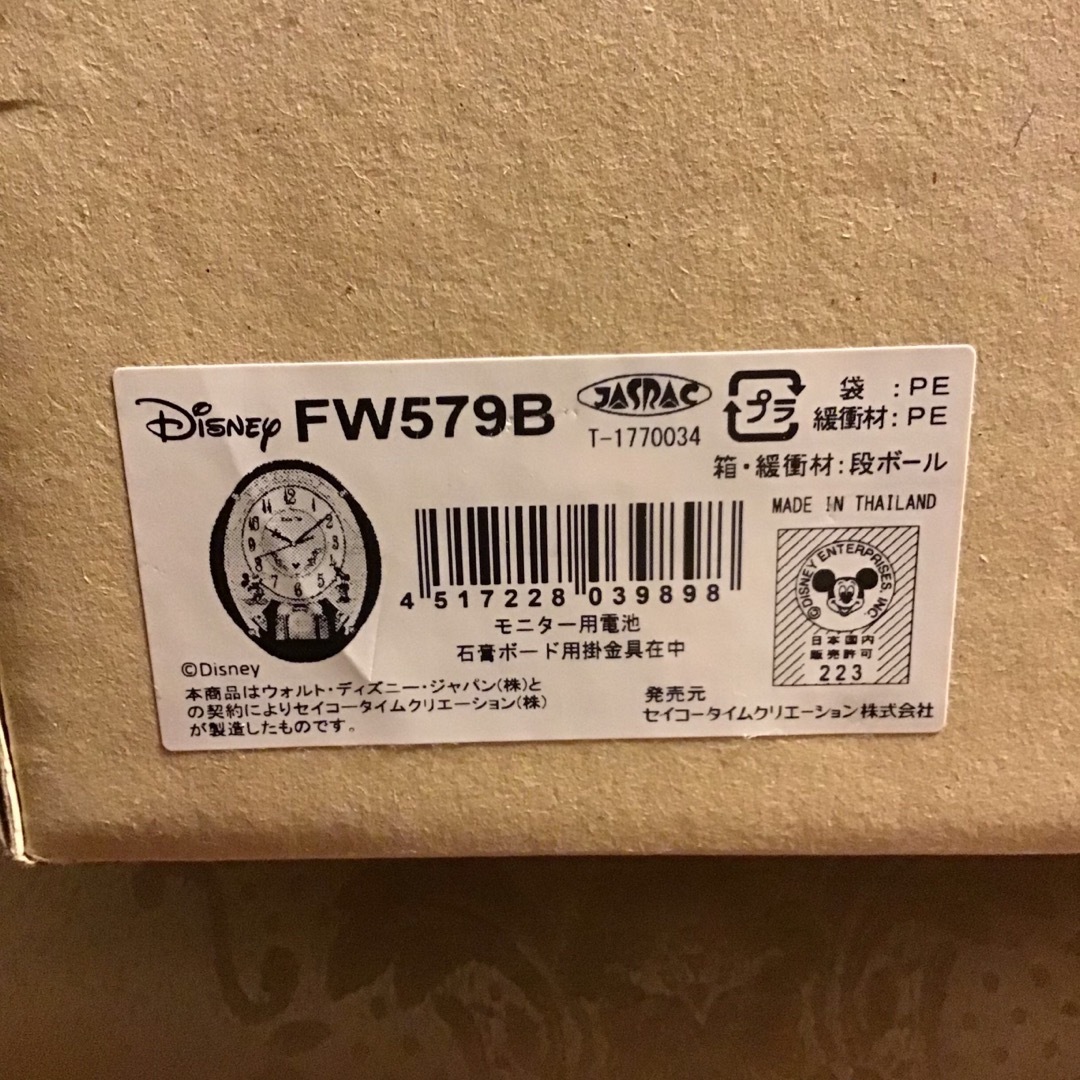 Disney FW579B
JASRAC
T-1770034
プラ
袋 : PE
緩衝材 : PE
箱・緩衝材 : 段ボール
MADE IN THAILAND
4 517228 039898
モニター用電池
石膏ボード用掛金具在中
©DISNEY ENTERPRISES, INC.
日本国内
販売許可
223
©Disney
本商品はウォルト・ディズニー・ジャパン(株)と
の契約によりセイコータイムクリエーション(株)
が製造したものです。
発売元
セイコータイムクリエーション株式会社